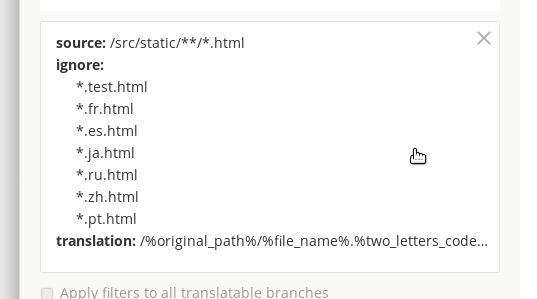 source: /src/static/**/*.html
ignore:
*.test.html
*.fr.html
*.es.html
*.ja.html
*.ru.html
*.zh.html
*.pt.html
translation: /%original_path%/%file_name%.%two_letters_code...
Apply filters to all translatable branches